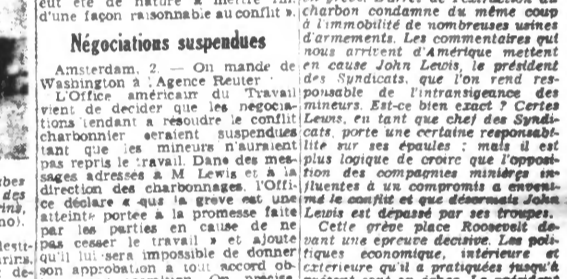 d'une façon raisonnable au conflit ».
Négociations suspendues
Amsterdam, 2. — On mande de
Washington à l'Agence Reuter
L'Office américain du Travail
vient de décider que les négocia-
tions tendant à résoudre le conflit
charbonnier seraient suspendues
tant que les mineurs n'auraient
pas repris le travail. Dans des mes-
sages adressés à M Lewis et à la
direction des charbonnages, l'Offi-
ce déclare « que la grève est une
atteinte portée à la promesse faite
par les parties en cause de ne
pas cesser le travail » et ajoute
qu'il lui sera impossible de donner
son approbation à tout accord
charbon condamne du même coup
à l'immobilité de nombreuses usines
d'armements. Les commentaires qui
nous arrivent d'Amérique mettent
en cause John Lewis, le président
des Syndicats, que l'on rend res-
ponsable de l'intransigeance des
mineurs. Est-ce bien exact ? Certes
Lewis, en tant que chef des Syndi-
cats, porte une certaine responsabi-
lité sur ses épaules ; mais il est
plus logique de croire que l'opposi-
tion des compagnies minières in-
fluentes à un compromis a enveni-
mé le conflit et que désormais John
Lewis est dépassé par ses troupes.
Cette grève place Roosevelt de-
vant une épreuve décisive. Les poli-
tiques économique, intérieure et
extérieure qu'il a pratiquées jusqu'à